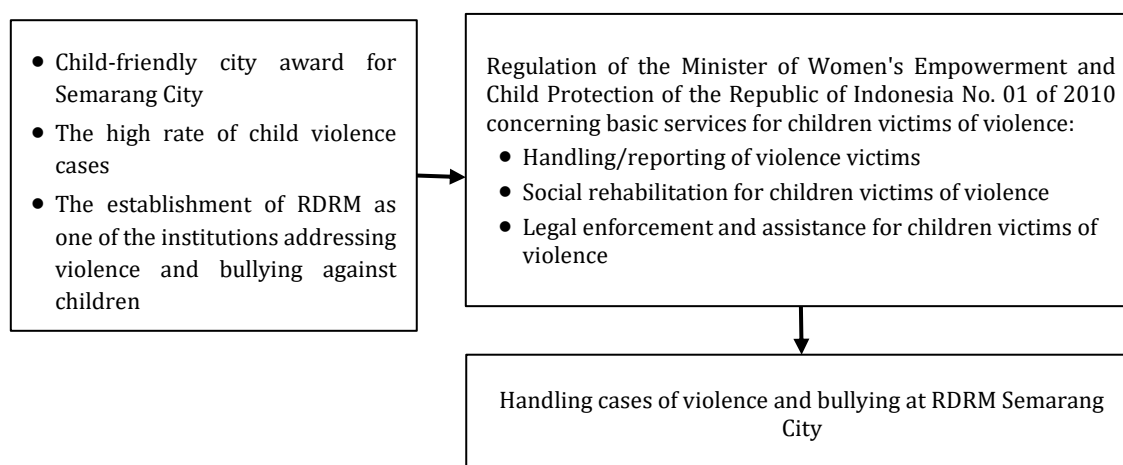 ● Child-friendly city award for
Semarang City
● The high rate of child violence
cases
● The establishment of RDRM as
one of the institutions addressing
violence and bullying against
children
Regulation of the Minister of Women's Empowerment and
Child Protection of the Republic of Indonesia No. 01 of 2010
concerning basic services for children victims of violence:
● Handling/reporting of violence victims
● Social rehabilitation for children victims of violence
● Legal enforcement and assistance for children victims of
violence
Handling cases of violence and bullying at RDRM Semarang
City